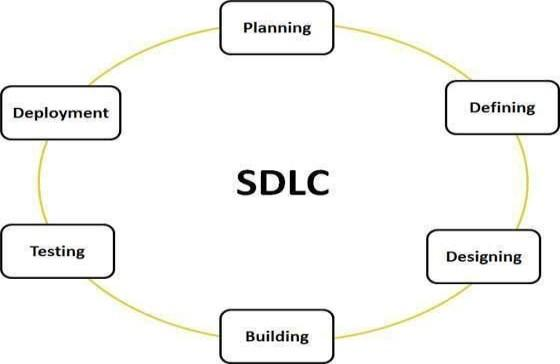 Planning
Deployment
Defining
SDLC
Testing
Designing
Building